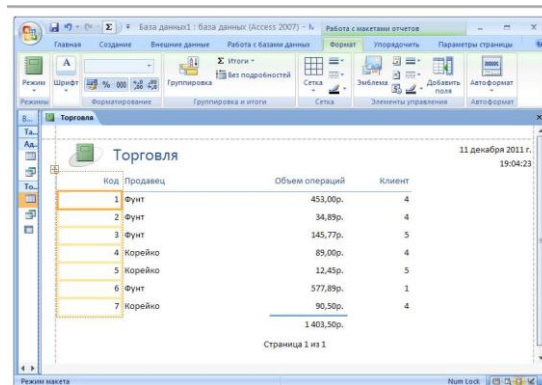 База данных1 : база данных (Access 2007) -
Работа с макетами отчетов
Главная Создание Внешние данные Работа с базами данных Формат Упорядочить Параметры страницы
Режим Шрифт % 000 Группировка Σ Итоги Без подробностей Сетка Эмблема Добавить поля Автоформат
Режимы Форматирование Группировка и итоги Сетка Элементы управления Автоформат
В... Торговля
Та...
Ад...
То...
Торговля
11 декабря 2011 г.
19:04:23
Код Продавец Объем операций Клиент
1 Фунт 453,00р. 4
2 Фунт 34,89р. 4
3 Фунт 145,77р. 5
4 Корейко 89,00р. 4
5 Корейко 12,45р. 5
6 Фунт 577,89р. 1
7 Корейко 90,50р. 4
1 403,50р.
Страница 1 из 1
Режим макета Num Lock